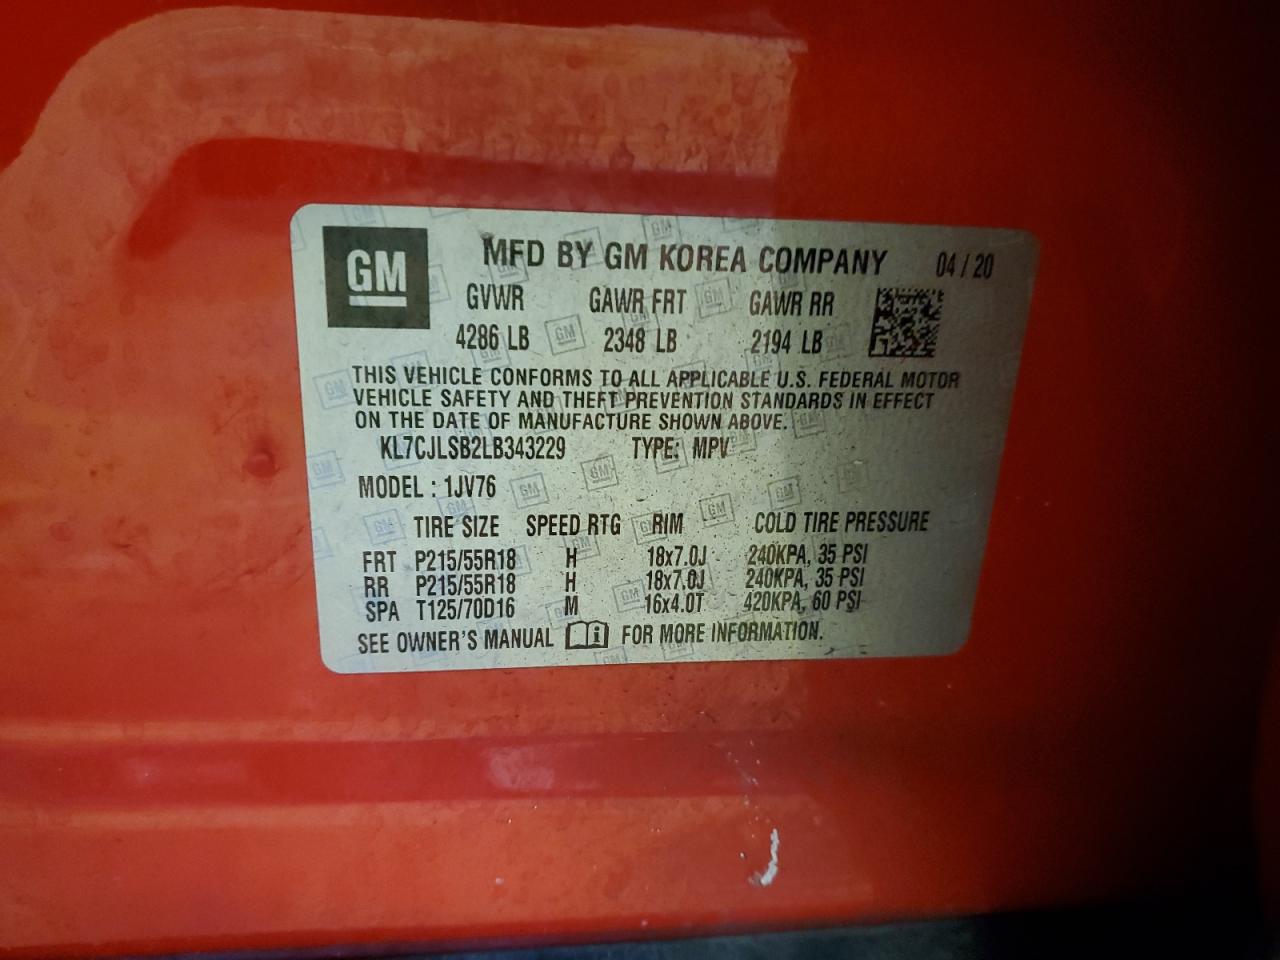 GM
MFD BY GM KOREA COMPANY 04 / 20
GVWR GAWR FRT GAWR RR
4286 LB 2348 LB 2194 LB
THIS VEHICLE CONFORMS TO ALL APPLICABLE U.S. FEDERAL MOTOR
VEHICLE SAFETY AND THEFT PREVENTION STANDARDS IN EFFECT
ON THE DATE OF MANUFACTURE SHOWN ABOVE.
KL7CJLSB2LB343229 TYPE: MPV
MODEL : 1JV76
TIRE SIZE SPEED RTG RIM COLD TIRE PRESSURE
FRT P215/55R18 H 18x7.0J 240KPA, 35 PSI
RR P215/55R18 H 18x7.0J 240KPA, 35 PSI
SPA T125/70D16 M 16x4.0T 420KPA, 60 PSI
SEE OWNER'S MANUAL FOR MORE INFORMATION.